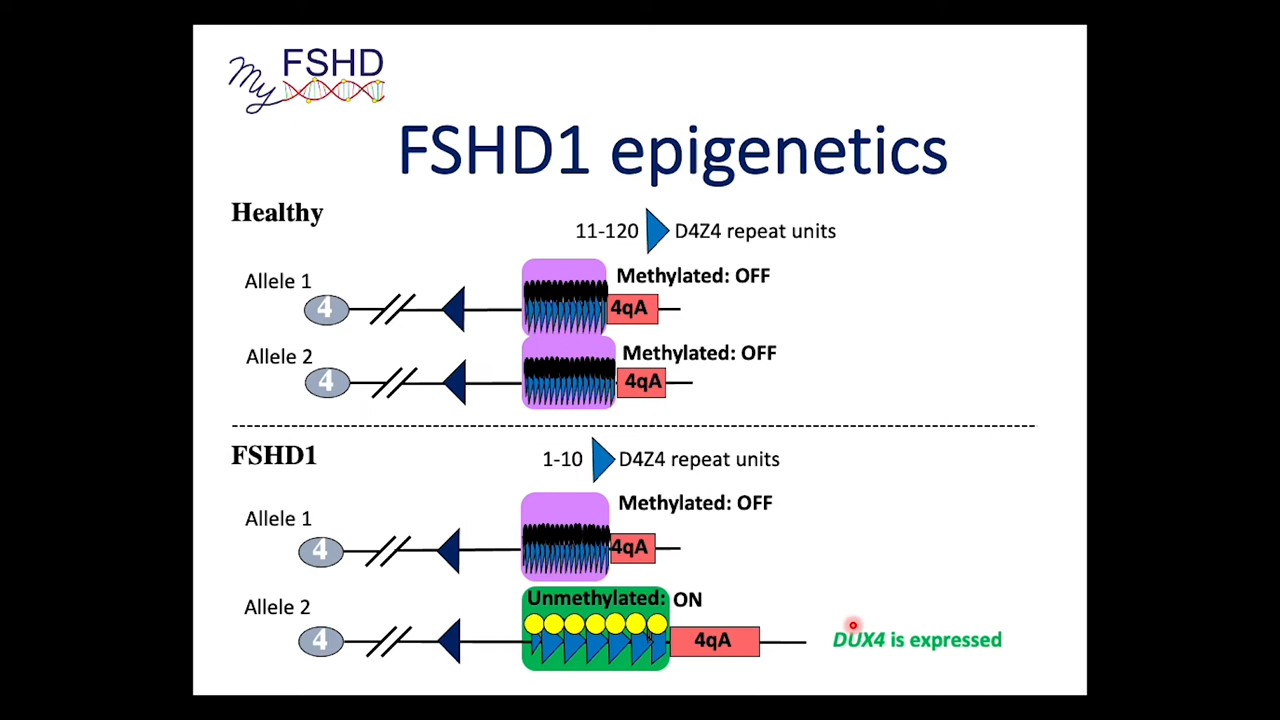 My FSHD
FSHD1 epigenetics
Healthy
11-120 D4Z4 repeat units
Allele 1
Methylated: OFF
4
4qA
Allele 2
Methylated: OFF
4
4qA
FSHD1
1-10 D4Z4 repeat units
Allele 1
Methylated: OFF
4
4qA
Allele 2
Unmethylated: ON
4
4qA
DUX4 is expressed